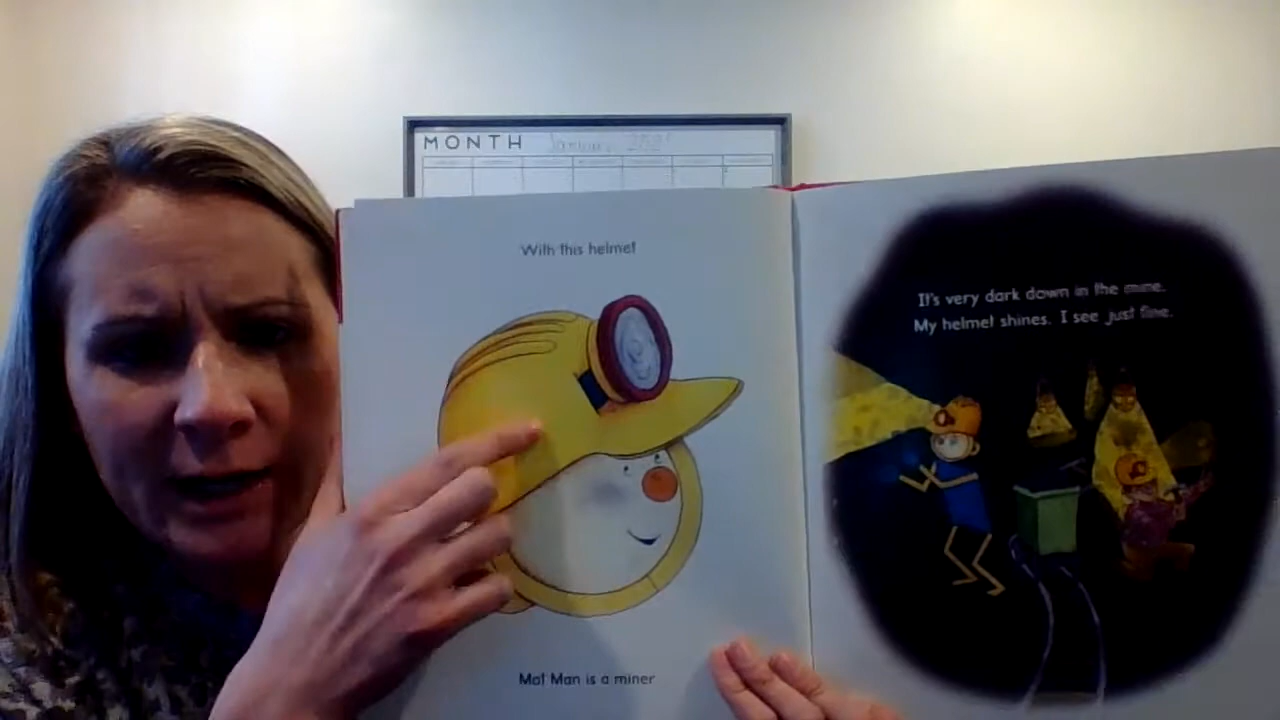 MONTH January
With this helmet
Mat Man is a miner
It's very dark down in the mine.
My helmet shines. I see just fine.